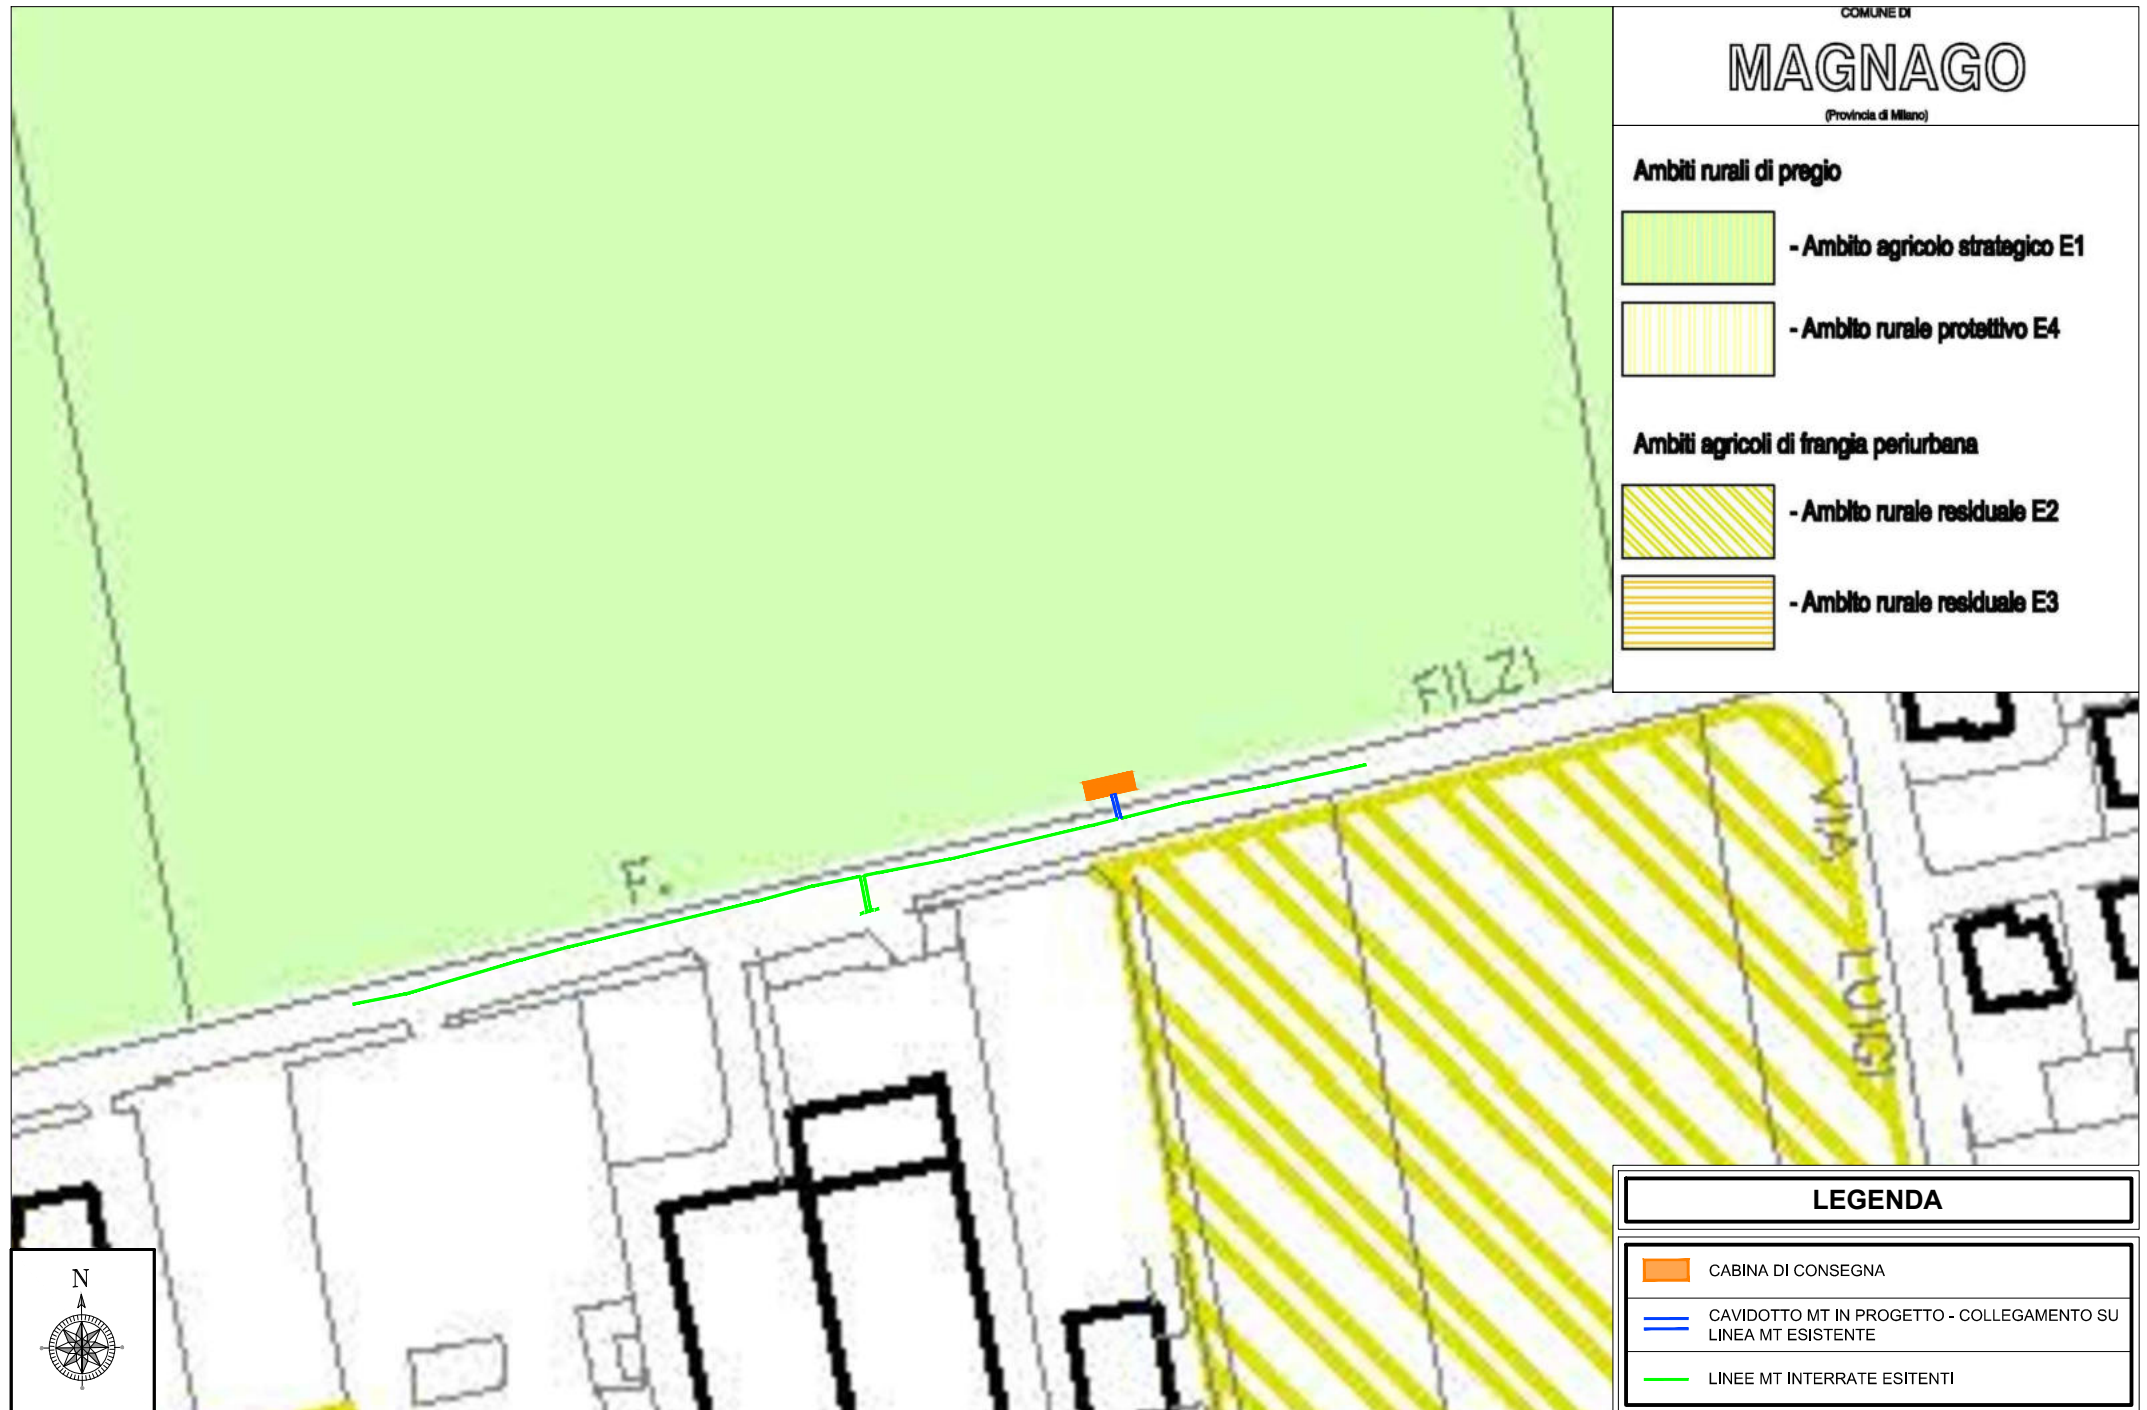 COMUNE DI
MAGNAGO
(Provincia di Milano)
Ambiti rurali di pregio
- Ambito agricolo strategico E1
- Ambito rurale protettivo E4
Ambiti agricoli di frangia periurbana
- Ambito rurale residuale E2
- Ambito rurale residuale E3
F. FILZI
VIA LUIGI
N
LEGENDA
CABINA DI CONSEGNA
CAVIDOTTO MT IN PROGETTO - COLLEGAMENTO SU
LINEA MT ESISTENTE
LINEE MT INTERRATE ESITENTI